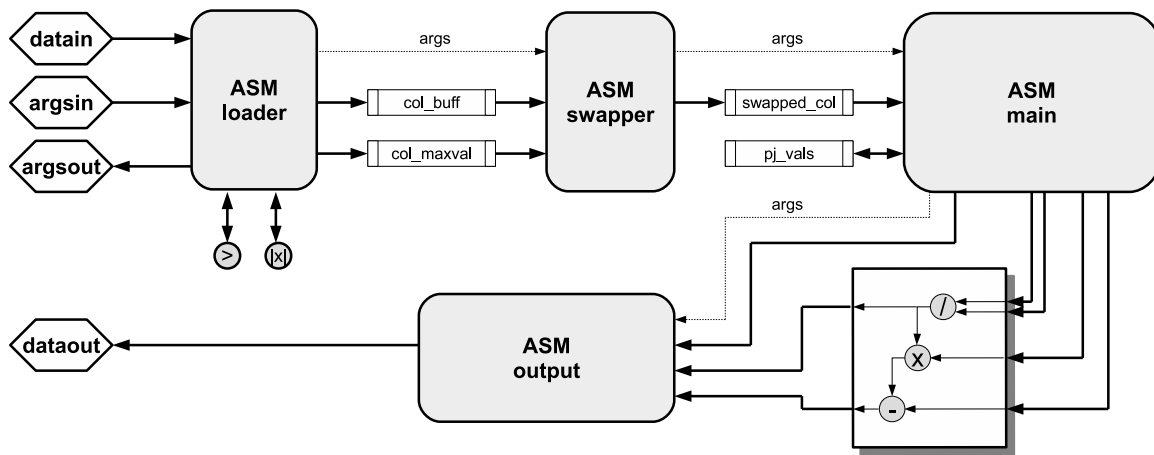 datain
argsin
argsout
ASM
loader
>
|x|
args
col_buff
col_maxval
ASM
swapper
args
swapped_col
pj_vals
ASM
main
args
dataout
ASM
output
/
x
-